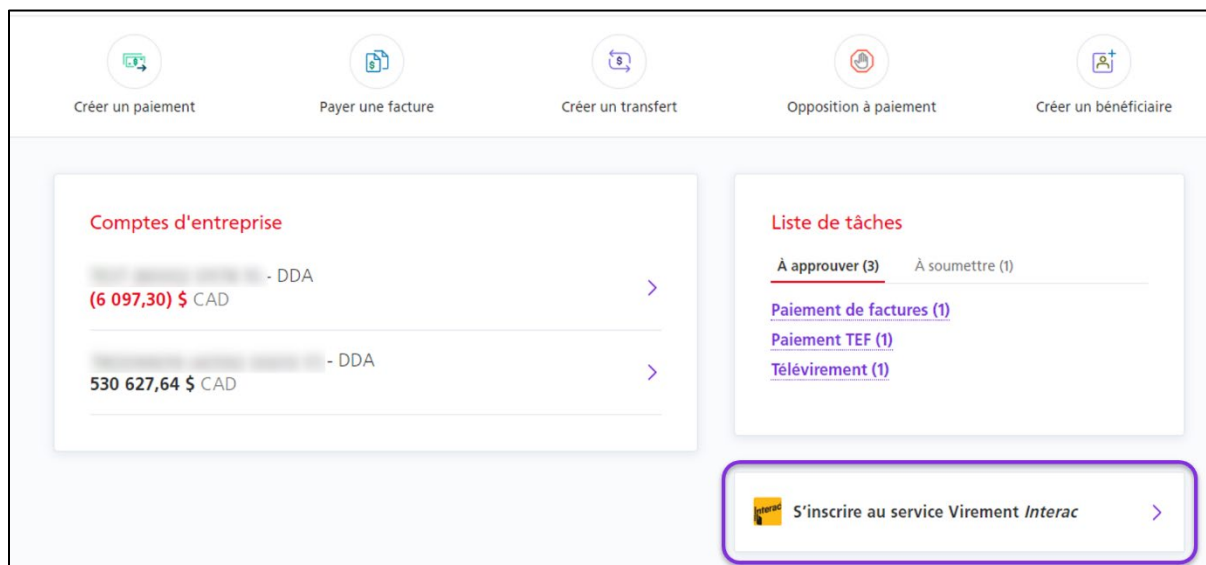 Créer un paiement
Payer une facture
Créer un transfert
Opposition à paiement
Créer un bénéficiaire
Comptes d'entreprise
- DDA
(6 097,30) $ CAD
- DDA
530 627,64 $ CAD
Liste de tâches
À approuver (3) À soumettre (1)
Paiement de factures (1)
Paiement TEF (1)
Télévirement (1)
Interac
S'inscrire au service Virement Interac